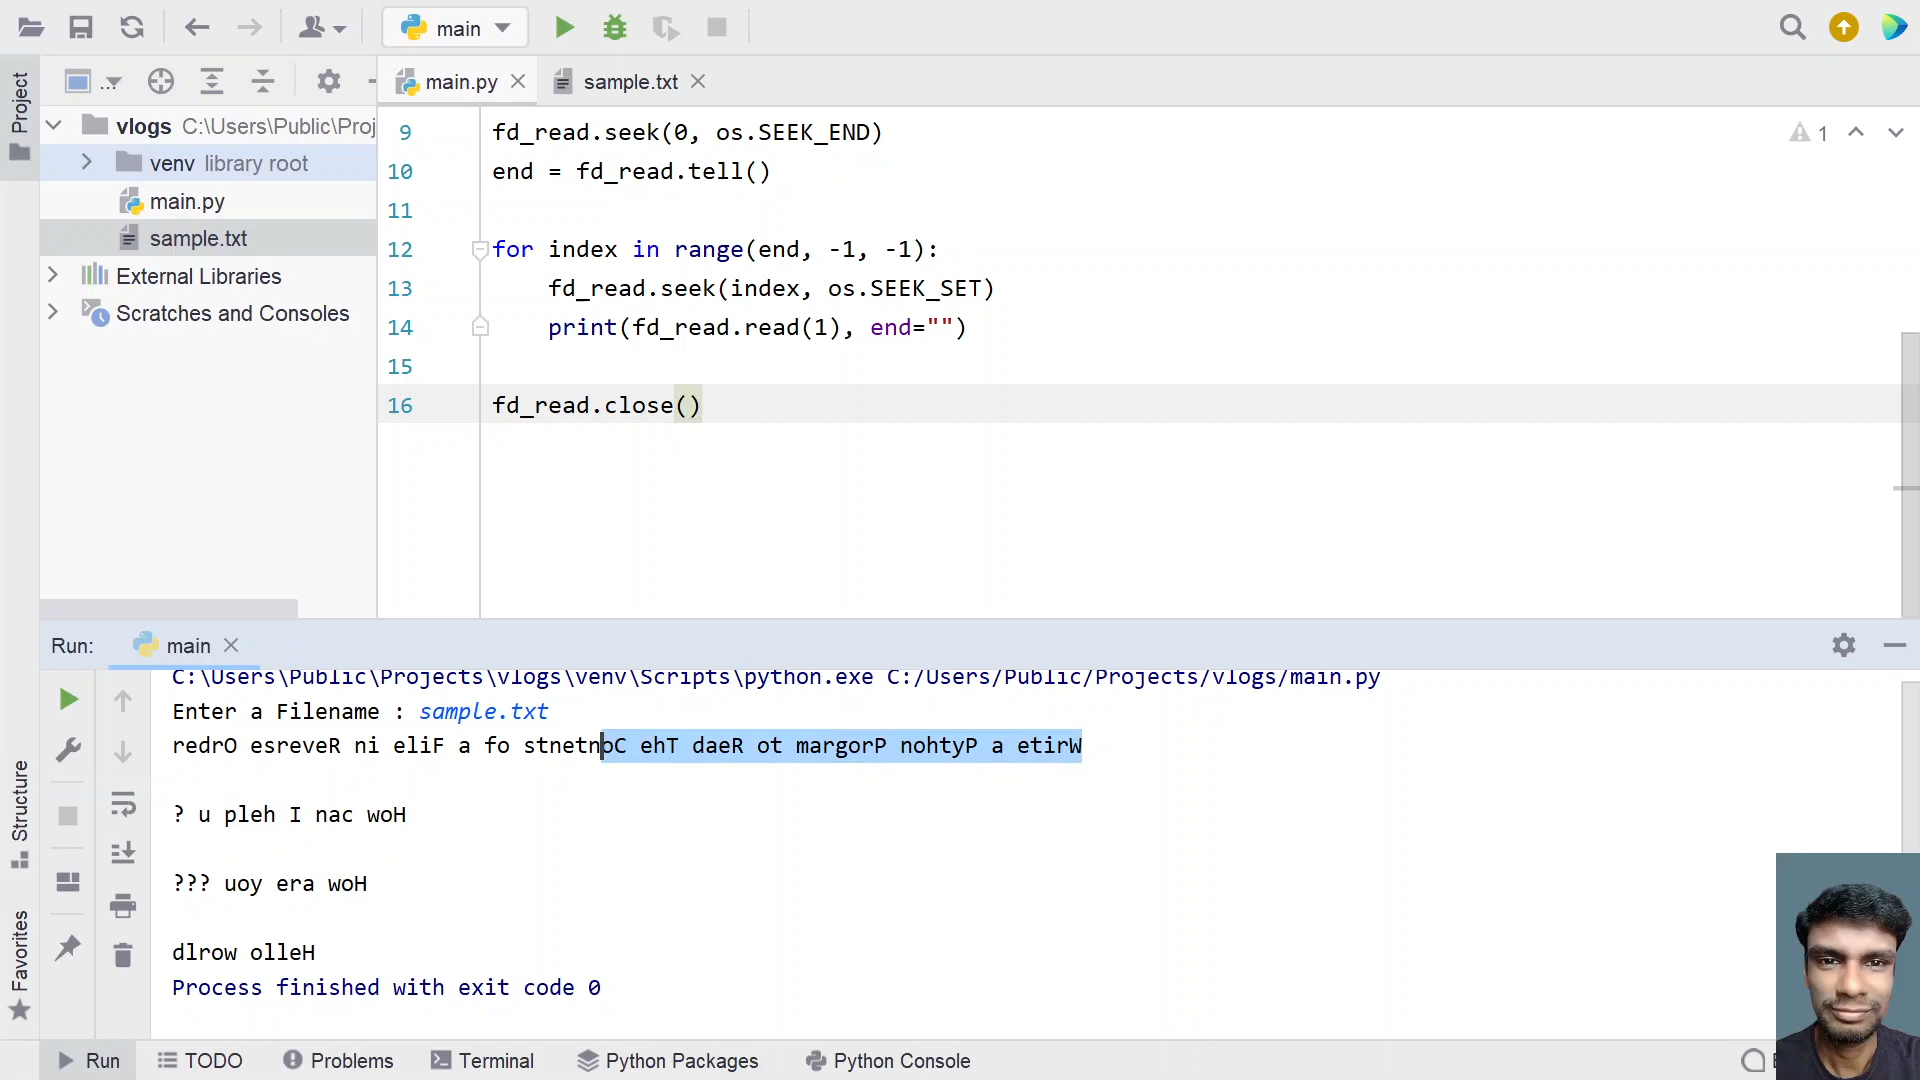 main
Project
...
main.py
sample.txt
vlogs C:\Users\Public\Proj
venv library root
main.py
sample.txt
External Libraries
Scratches and Consoles
9 fd_read.seek(0, os.SEEK_END)
1
10 end = fd_read.tell()
11
12 for index in range(end, -1, -1):
13 fd_read.seek(index, os.SEEK_SET)
14 print(fd_read.read(1), end="")
15
16 fd_read.close()
Run: main
C:\Users\Public\Projects\vlogs\venv\Scripts\python.exe C:/Users/Public/Projects/vlogs/main.py
Enter a Filename : sample.txt
redrO esreveR ni eliF a fo stnetnoC ehT daeR ot margorP nohtyP a etirW
? u pleh I nac woH
??? uoy era woH
dlrow olleH
Process finished with exit code 0
Structure
Favorites
Run TODO Problems Terminal Python Packages Python Console